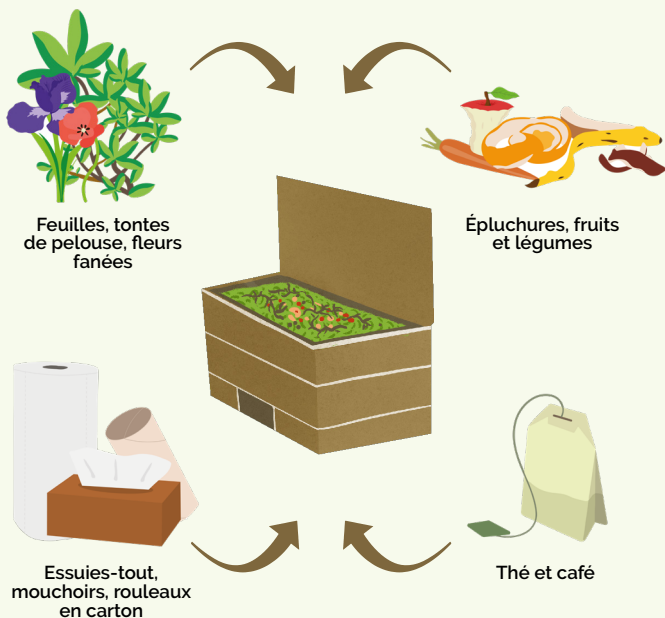 Feuilles, tontes
de pelouse, fleurs
fanées
Épluchures, fruits
et légumes
Essuies-tout,
mouchoirs, rouleaux
en carton
Thé et café